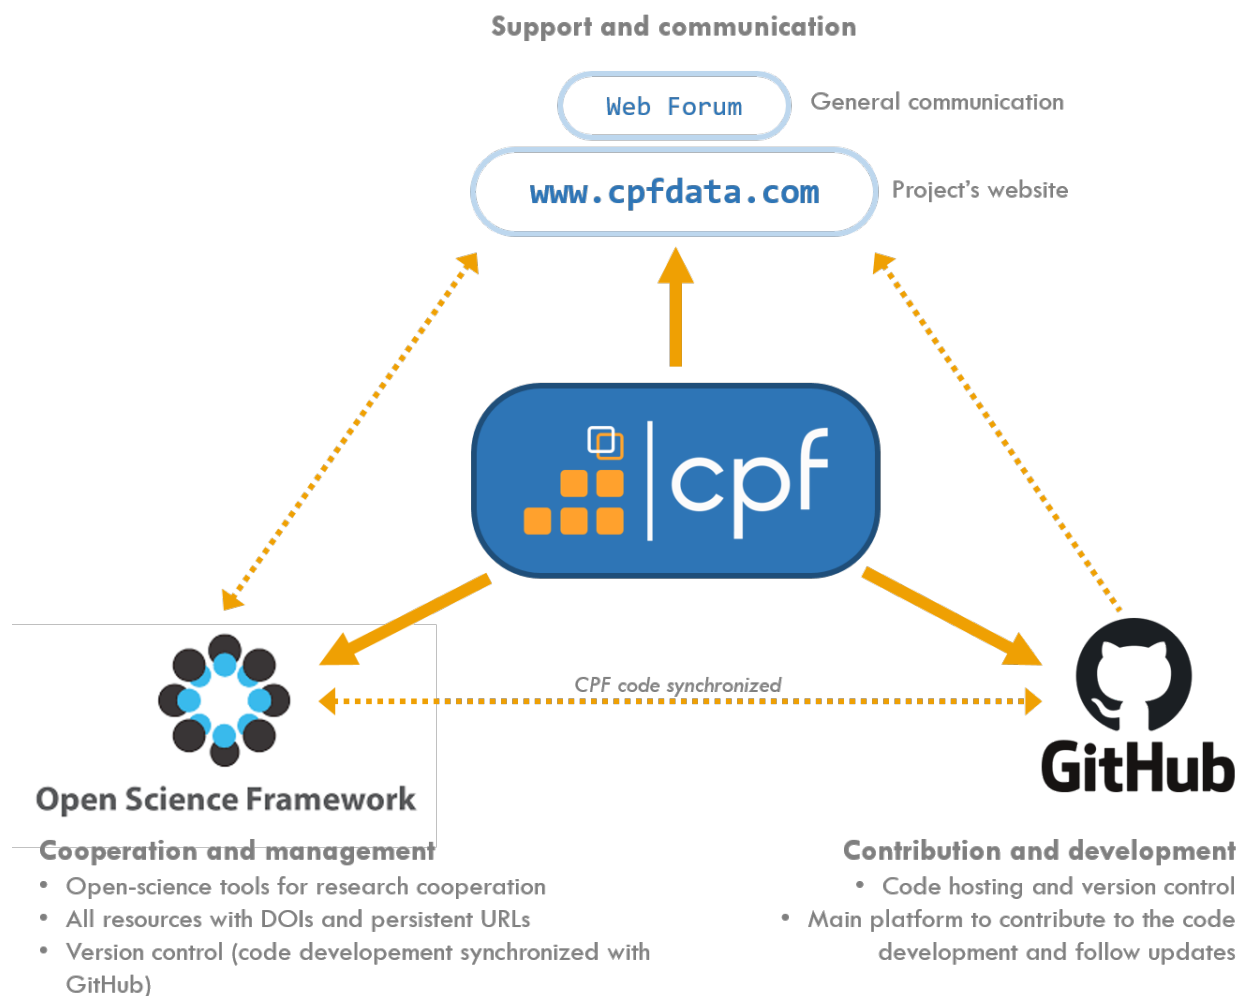 Support and communication
Web Forum
General communication
www.cpfdata.com
Project’s website
cpf
CPF code synchronized
Open Science Framework
GitHub
Cooperation and management
• Open-science tools for research cooperation
• All resources with DOIs and persistent URLs
• Version control (code developement synchronized with
GitHub)
Contribution and development
• Code hosting and version control
• Main platform to contribute to the code
development and follow updates